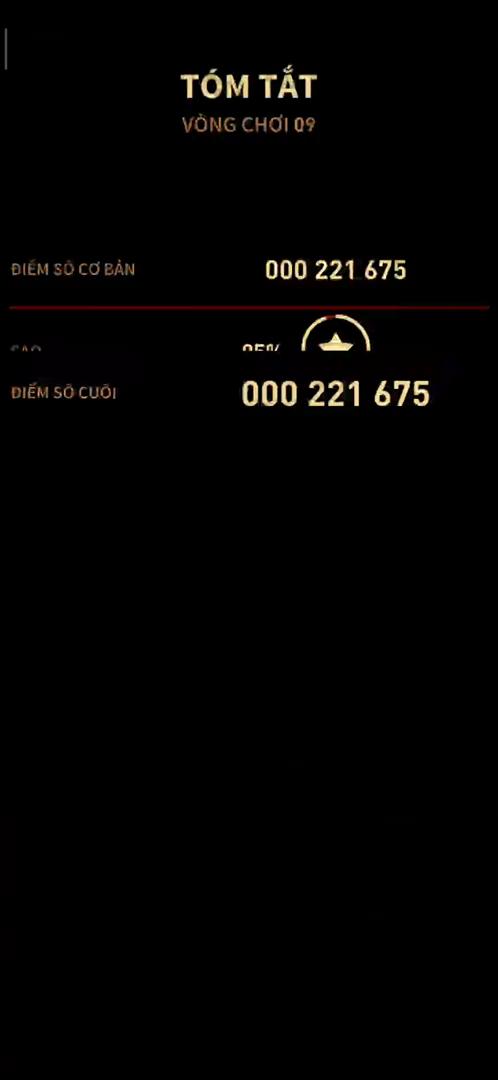 TÓM TẮT
VÒNG CHƠI 09
ĐIỂM SỐ CƠ BẢN 000 221 675
ĐIỂM SỐ CUỐI 000 221 675